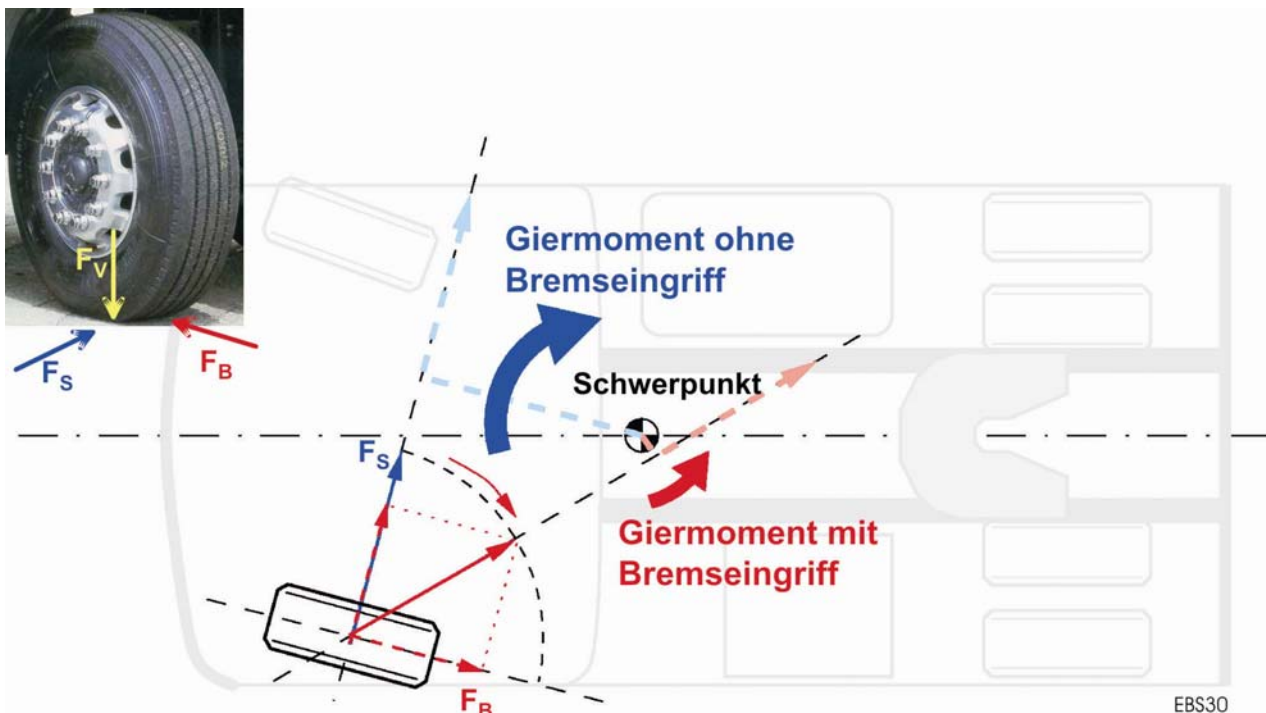 F_V
F_S
F_B
Giermoment ohne
Bremseingriff
Schwerpunkt
F_S
Giermoment mit
Bremseingriff
F_B
EBS30